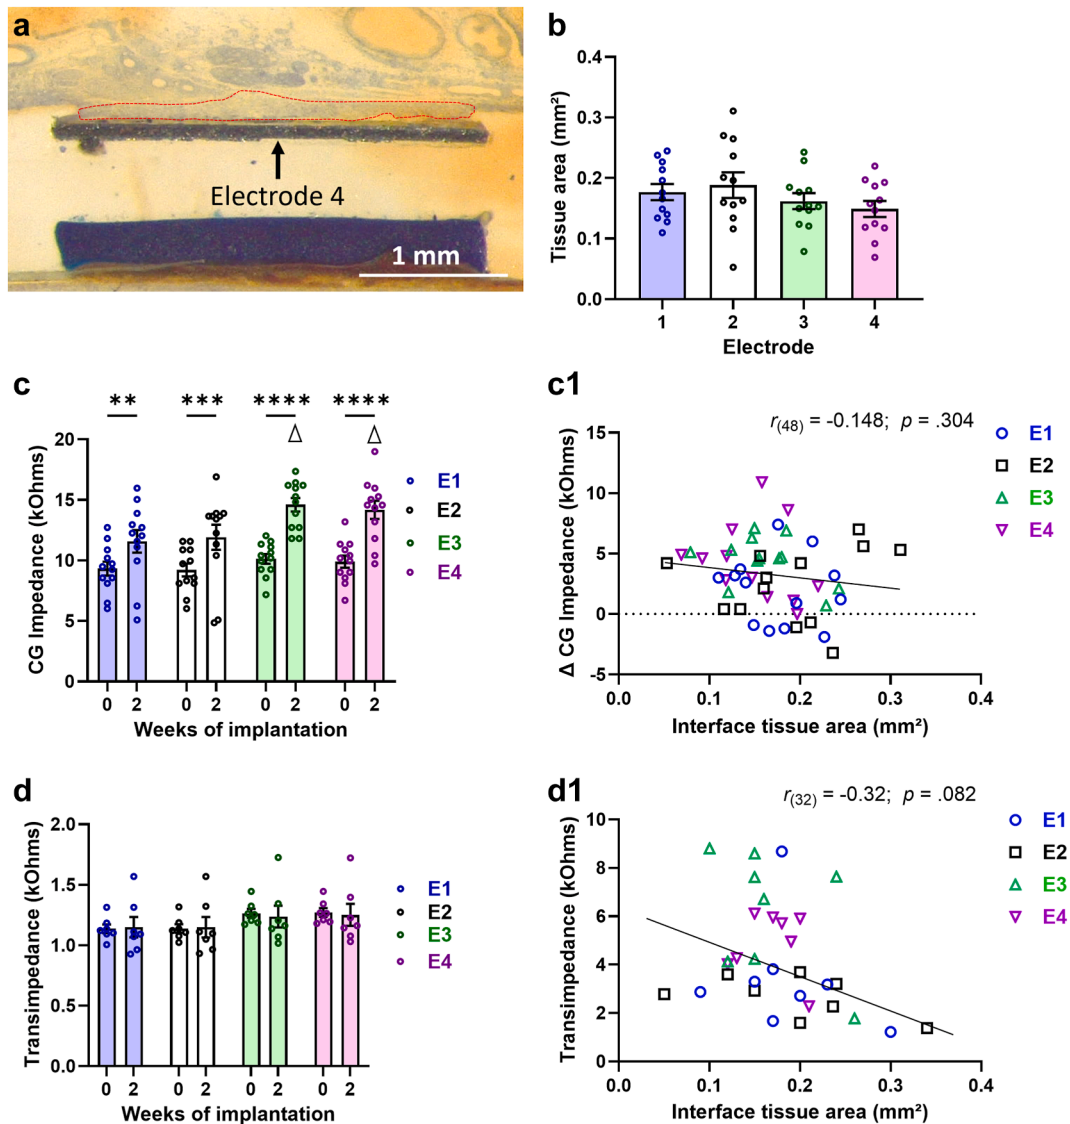 a
Electrode 4
1 mm
b
Tissue area (mm²)
0.4
0.3
0.2
0.1
0.0
1 2 3 4
Electrode
c
** *** **** ****
CG Impedance (kOhms)
20
15
10
5
0
0 2 0 2 0 2 0 2
Weeks of implantation
E1
E2
E3
E4
c1
r(48) = -0.148; p = .304
Δ CG Impedance (kOhms)
15
10
5
0
-5
0.0 0.1 0.2 0.3 0.4
Interface tissue area (mm²)
E1
E2
E3
E4
d
Transimpedance (kOhms)
2.0
1.5
1.0
0.5
0.0
0 2 0 2 0 2 0 2
Weeks of implantation
E1
E2
E3
E4
d1
r(32) = -0.32; p = .082
Transimpedance (kOhms)
10
8
6
4
2
0
0.0 0.1 0.2 0.3 0.4
Interface tissue area (mm²)
E1
E2
E3
E4